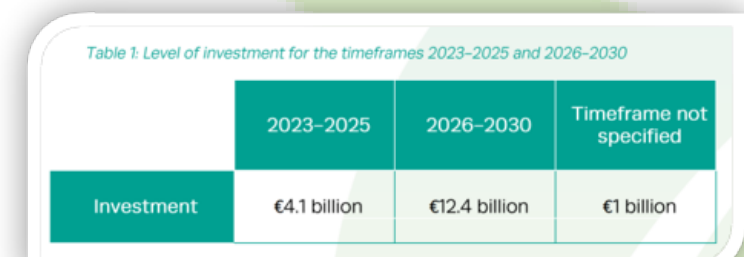 Table 1: Level of investment for the timeframes 2023–2025 and 2026–2030
2023–2025 2026–2030 Timeframe not
specified
Investment €4.1 billion €12.4 billion €1 billion